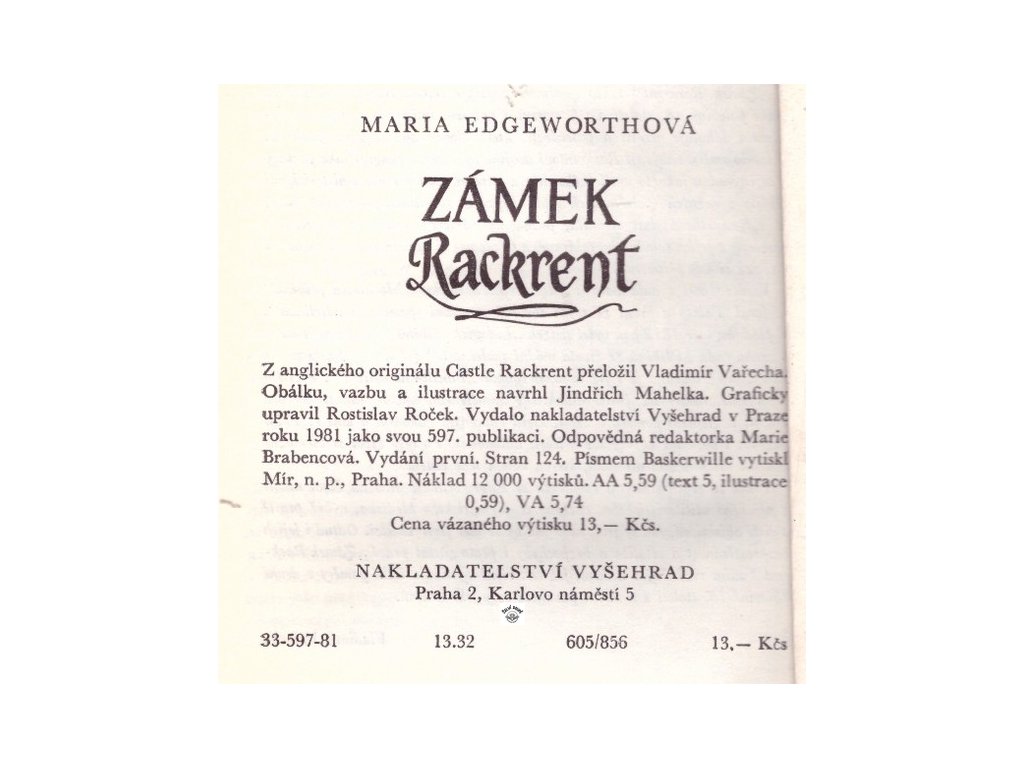 MARIA EDGEWORTHOVÁ
ZÁMEK
Rackrent
Z anglického originálu Castle Rackrent přeložil Vladimír Vařecha.
Obálku, vazbu a ilustrace navrhl Jindřich Mahelka. Graficky
upravil Rostislav Roček. Vydalo nakladatelství Vyšehrad v Praze
roku 1981 jako svou 597. publikaci. Odpovědná redaktorka Marie
Brabencová. Vydání první. Stran 124. Písmem Baskerwille vytiskl
Mír, n. p., Praha. Náklad 12 000 výtisků. AA 5,59 (text 5, ilustrace
0,59), VA 5,74
Cena vázaného výtisku 13,— Kčs.
NAKLADATELSTVÍ VYŠEHRAD
Praha 2, Karlovo náměstí 5
33-597-81 13.32 605/856 13,— Kčs